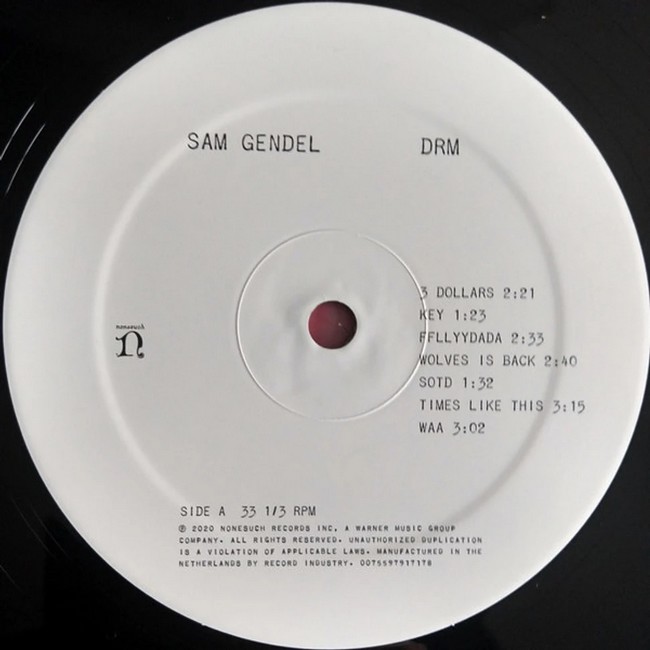 SAM GENDEL DRM
3 DOLLARS 2:21
KEY 1:23
FFLLYYDADA 2:33
WOLVES IS BACK 2:40
SOTD 1:32
TIMES LIKE THIS 3:15
WAA 3:02
nonesuch
n
SIDE A 33 1/3 RPM
℗ 2020 NONESUCH RECORDS INC, A WARNER MUSIC GROUP
COMPANY. ALL RIGHTS RESERVED. UNAUTHORIZED DUPLICATION
IS A VIOLATION OF APPLICABLE LAWS. MANUFACTURED IN THE
NETHERLANDS BY RECORD INDUSTRY. 0075597917178